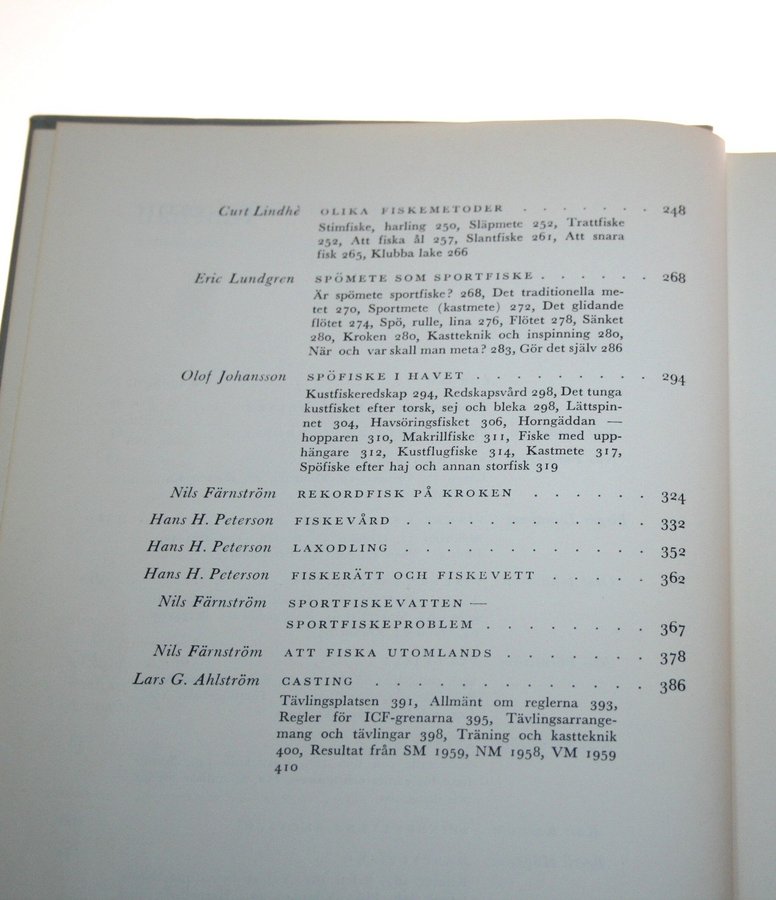 Curt Lindhè OLIKA FISKEMETODER . . . . . . . 248
Stimfiske, harling 250, Släpmete 252, Trattfiske
252, Att fiska ål 257, Slantfiske 261, Att snara
fisk 265, Klubba lake 266
Eric Lundgren SPÖMETE SOM SPORTFISKE . . . . . . 268
Är spömete sportfiske? 268, Det traditionella me-
tet 270, Sportmete (kastmete) 272, Det glidande
flötet 274, Spö, rulle, lina 276, Flötet 278, Sänket
280, Kroken 280, Kastteknik och inspinning 280,
När och var skall man meta? 283, Gör det själv 286
Olof Johansson SPÖFISKE I HAVET . . . . . . . . . 294
Kustfiskeredskap 294, Redskapsvård 298, Det tunga
kustfisket efter torsk, sej och bleka 298, Lättspin-
net 304, Havsöringsfisket 306, Horngäddan —
hopparen 310, Makrillfiske 311, Fiske med upp-
hängare 312, Kustflugfiske 314, Kastmete 317,
Spöfiske efter haj och annan storfisk 319
Nils Färnström REKORDFISK PÅ KROKEN . . . . . . 324
Hans H. Peterson FISKEVÅRD . . . . . . . . . . . . 332
Hans H. Peterson LAXODLING . . . . . . . . . . . . 352
Hans H. Peterson FISKERÄTT OCH FISKEVETT . . . . . 362
Nils Färnström SPORTFISKEVATTEN —
SPORTFISKEPROBLEM . . . . . . . . 367
Nils Färnström ATT FISKA UTOMLANDS . . . . . . . 378
Lars G. Ahlström CASTING . . . . . . . . . . . . . 386
Tävlingsplatsen 391, Allmänt om reglerna 393,
Regler för ICF-grenarna 395, Tävlingsarrange-
mang och tävlingar 398, Träning och kastteknik
400, Resultat från SM 1959, NM 1958, VM 1959
410